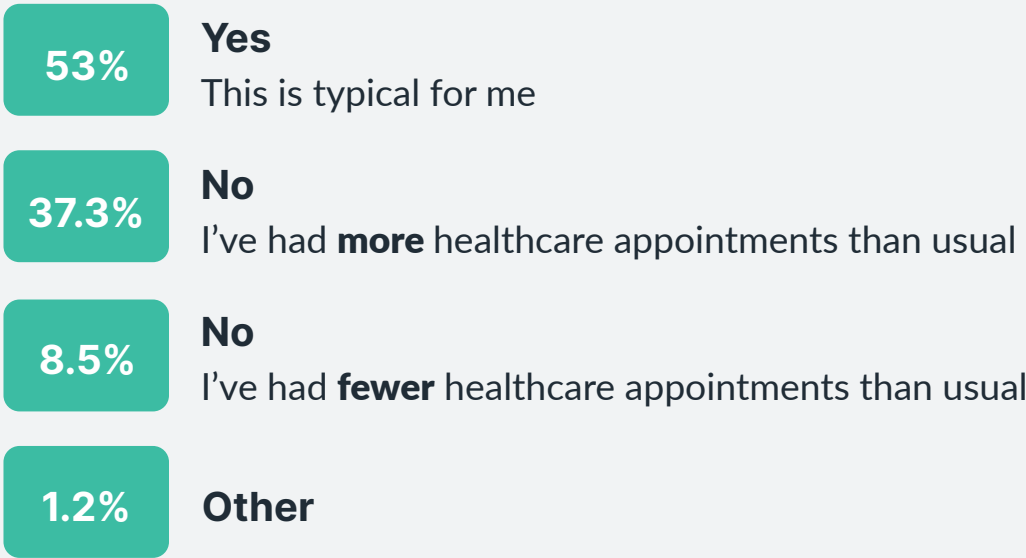 53%
Yes
This is typical for me
37.3%
No
I’ve had more healthcare appointments than usual
8.5%
No
I’ve had fewer healthcare appointments than usual
1.2%
Other